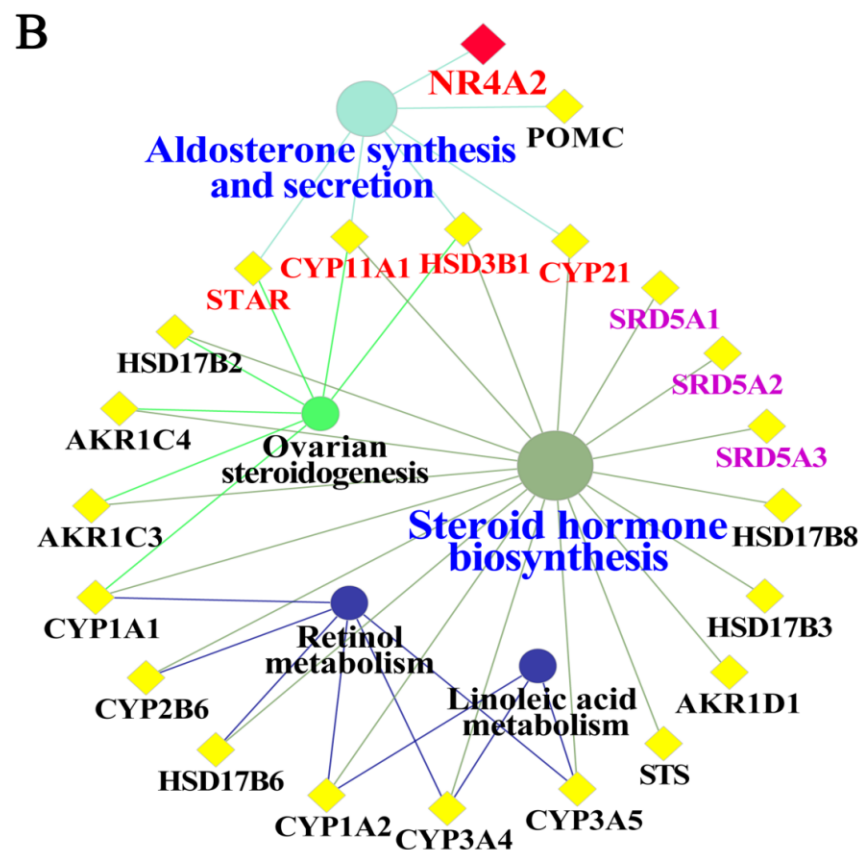 B
NR4A2
POMC
Aldosterone synthesis
and secretion
STAR
CYP11A1
HSD3B1
CYP21
SRD5A1
HSD17B2
SRD5A2
AKR1C4
Ovarian
steroidogenesis
SRD5A3
AKR1C3
Steroid hormone
biosynthesis
HSD17B8
CYP1A1
Retinol
metabolism
HSD17B3
CYP2B6
Linoleic acid
metabolism
AKR1D1
HSD17B6
STS
CYP1A2
CYP3A4
CYP3A5